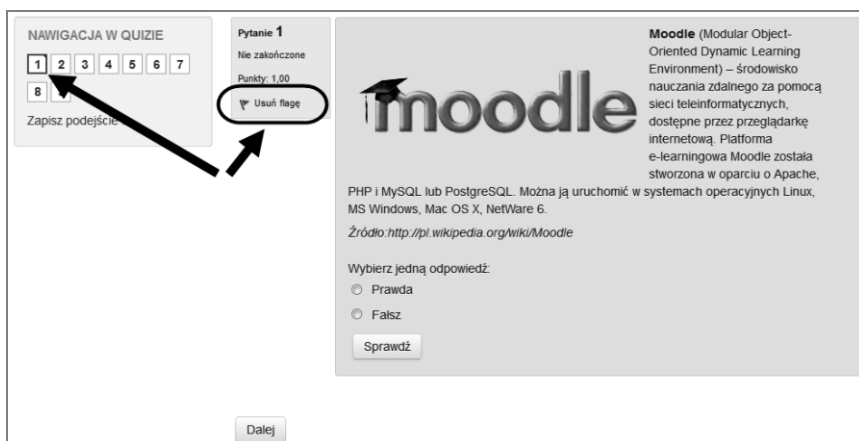 NAWIGACJA W QUIZIE
1 2 3 4 5 6 7
8
Zapisz podejście
Pytanie 1
Nie zakończone
Punkty: 1,00
Usuń flagę
moodle
Moodle (Modular Object-
Oriented Dynamic Learning
Environment) – środowisko
nauczania zdalnego za pomocą
sieci teleinformatycznych,
dostępne przez przeglądarkę
internetową. Platforma
e-learningowa Moodle została
stworzona w oparciu o Apache,
PHP i MySQL lub PostgreSQL. Można ją uruchomić w systemach operacyjnych Linux,
MS Windows, Mac OS X, NetWare 6.
Źródło:http://pl.wikipedia.org/wiki/Moodle
Wybierz jedną odpowiedź:
Prawda
Fałsz
Sprawdź
Dalej